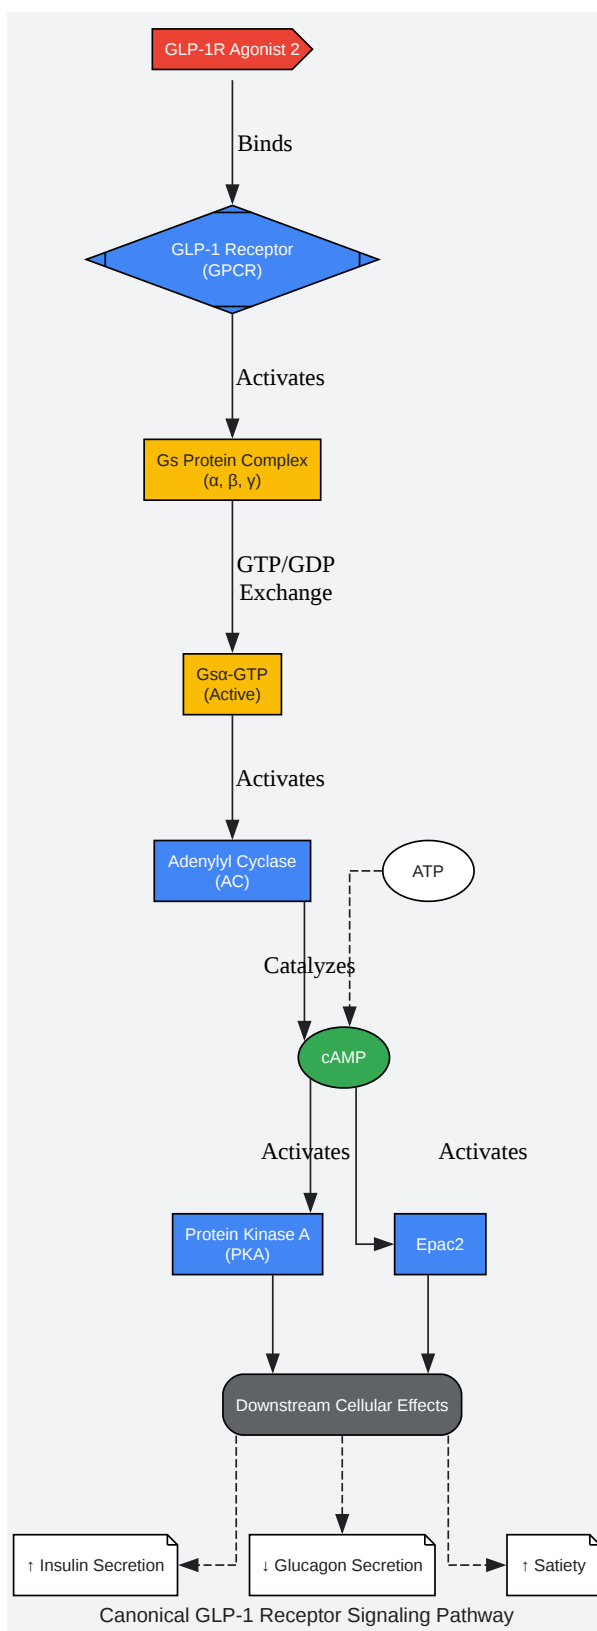 GLP-1R Agonist 2
Binds
GLP-1 Receptor
(GPCR)
Activates
Gs Protein Complex
(α, β, γ)
GTP/GDP
Exchange
Gsα-GTP
(Active)
Activates
Adenylyl Cyclase
(AC)
ATP
Catalyzes
cAMP
Activates
Activates
Protein Kinase A
(PKA)
Epac2
Downstream Cellular Effects
↑ Insulin Secretion
↓ Glucagon Secretion
↑ Satiety
Canonical GLP-1 Receptor Signaling Pathway